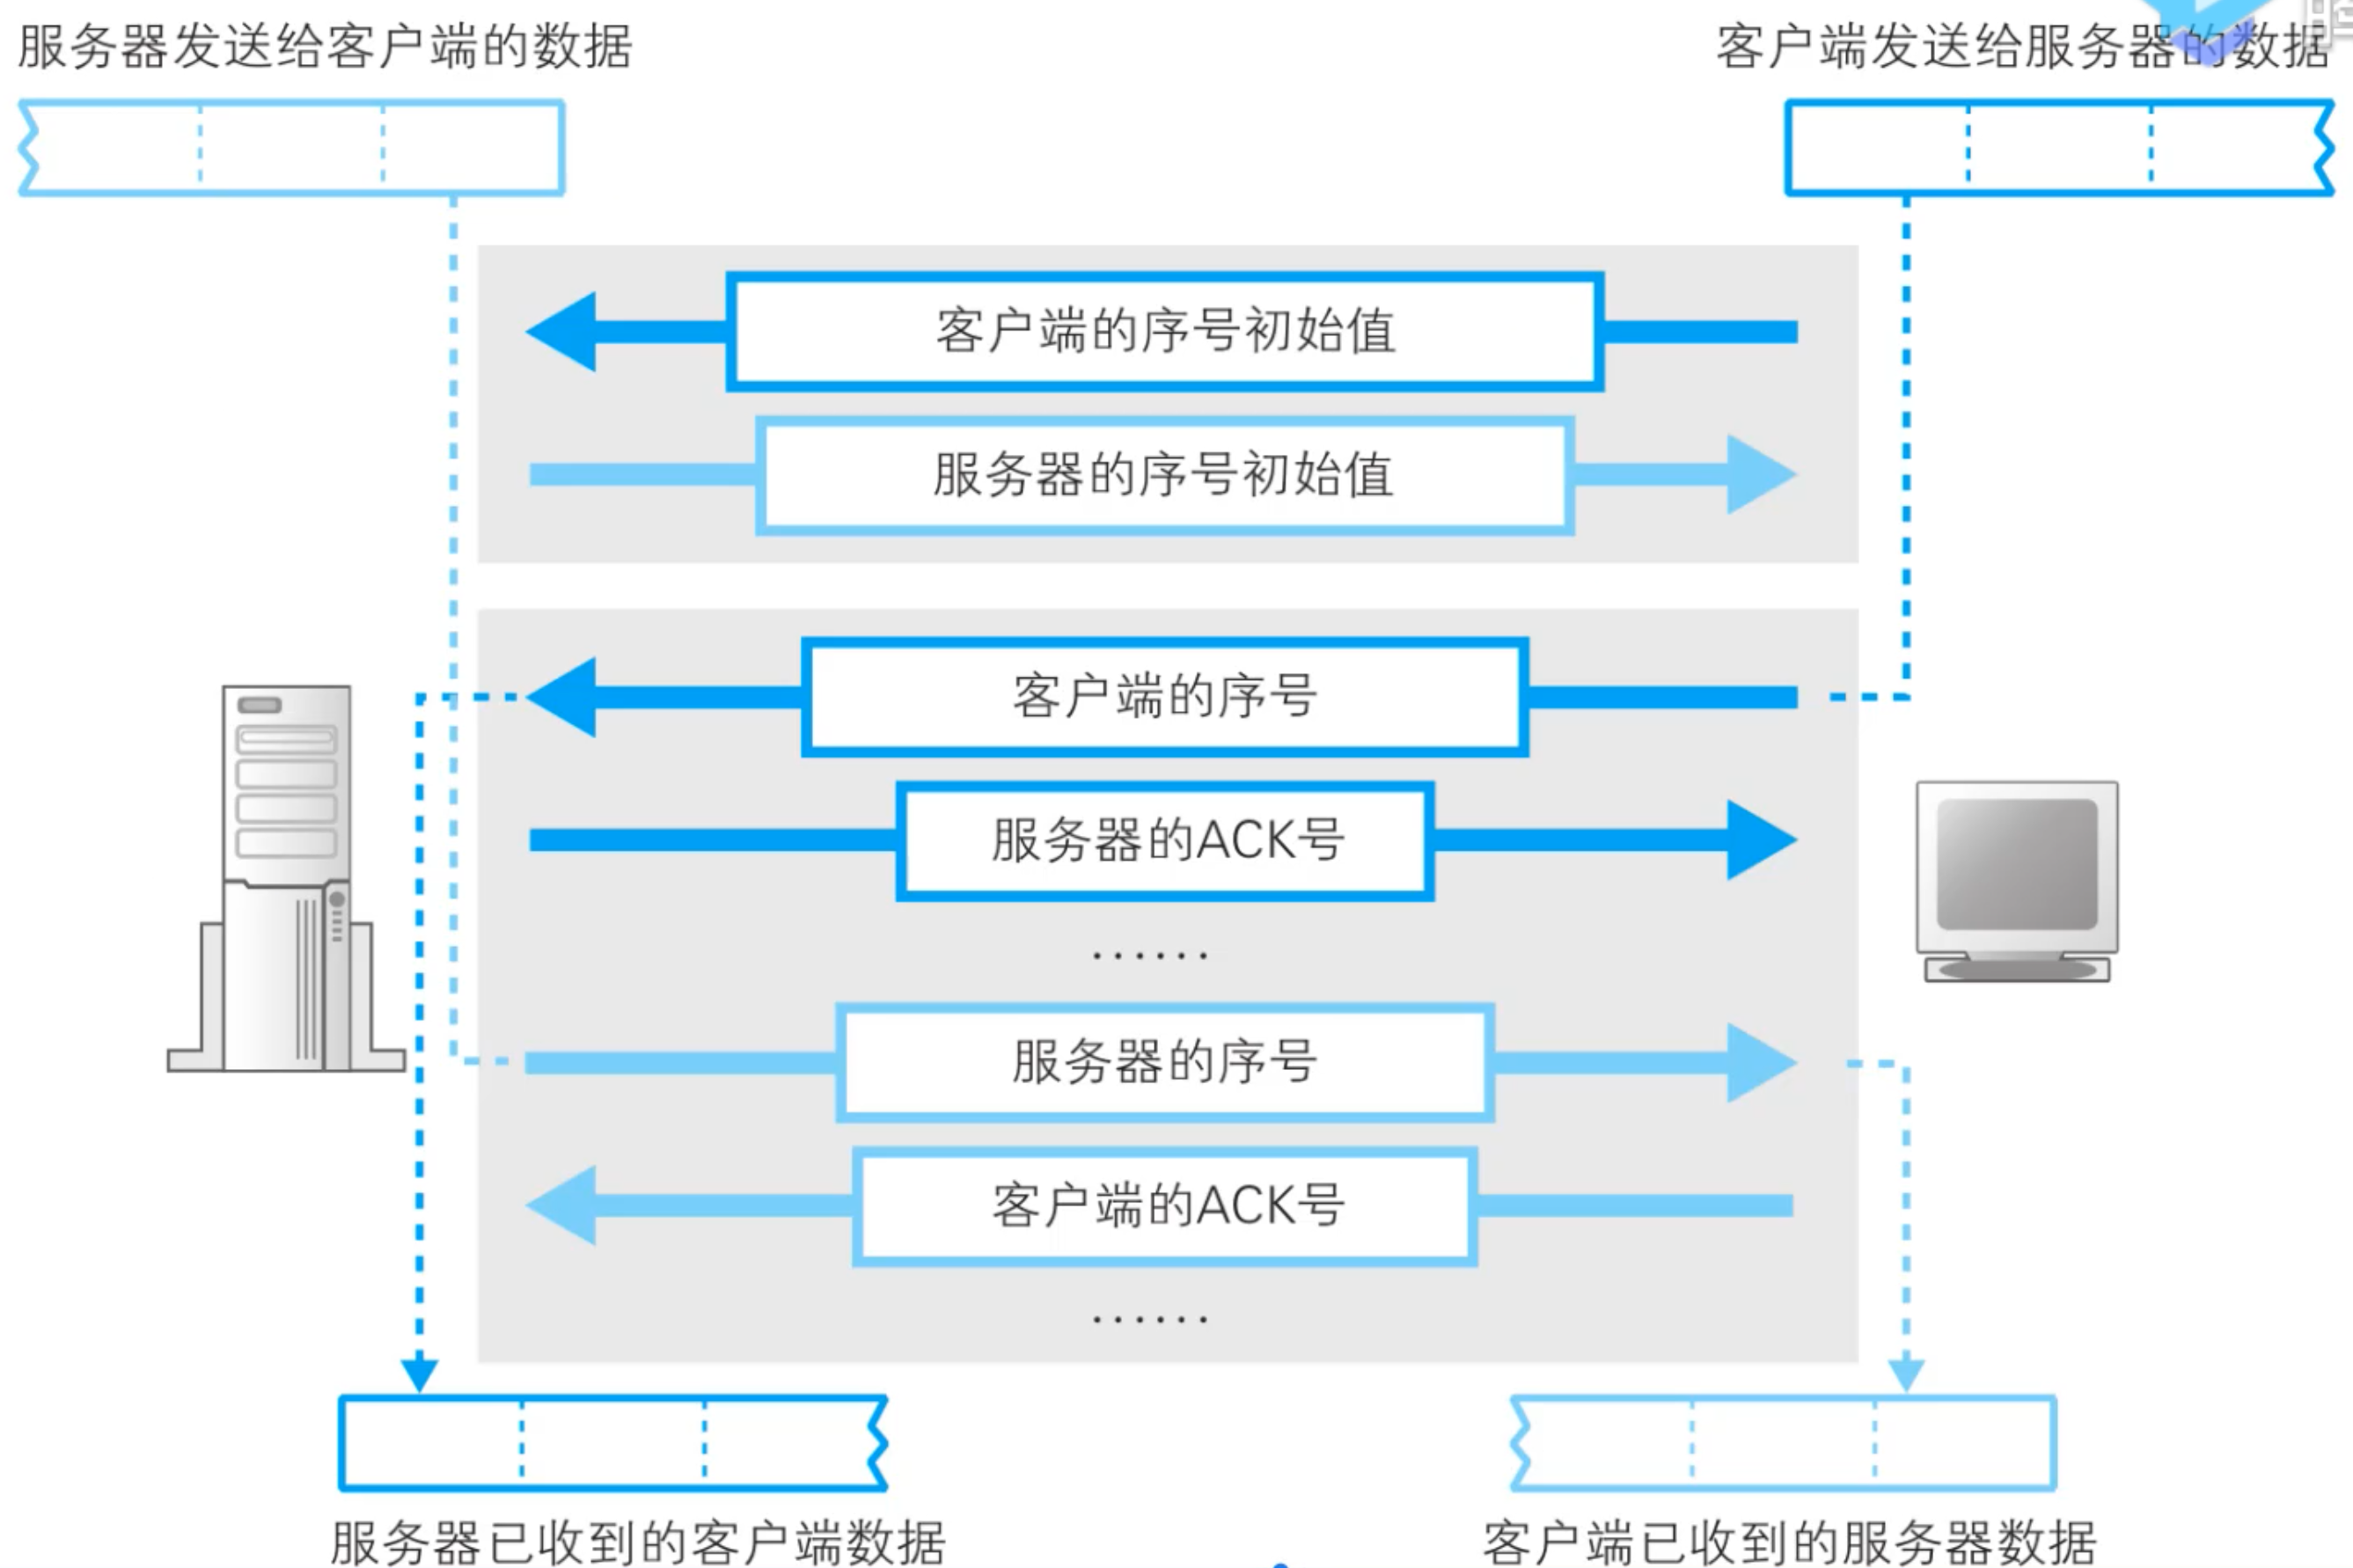 服务器发送给客户端的数据
客户端发送给服务器的数据
客户端的序号初始值
服务器的序号初始值
客户端的序号
服务器的ACK号
······
服务器的序号
客户端的ACK号
······
服务器已收到的客户端数据
客户端已收到的服务器数据